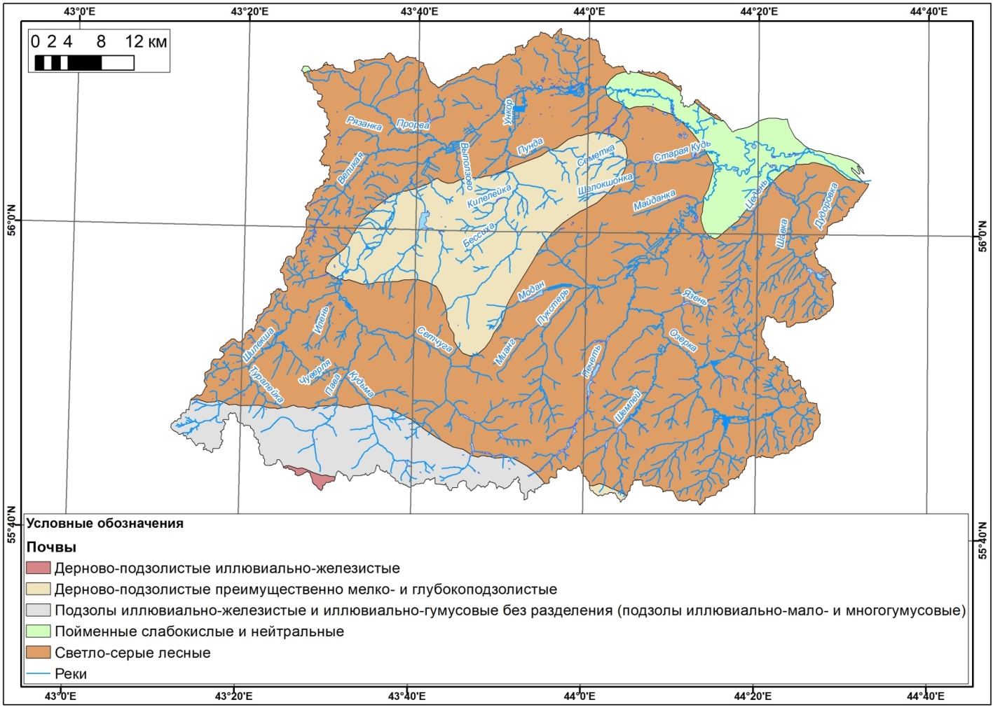 43°0'E 43°20'E 43°40'E 44°0'E 44°20'E 44°40'E
0 2 4 8 12 км
56°0'N
56°0'N
55°40'N
55°40'N
Ункор
Рязанка
Прорва
Пунда
Выползово
Великая
Семетка
Старая Кудь
Шелокшонка
Килелейка
Майданка
Цедень
Дудоровка
Шавка
Бессиха
Модан
Пукстерь
Язень
Илень
Сетчуга
Озерка
Шилекша
Мианг
Печеть
Чуверля
Пава
Кудьма
Туралейка
Шемлей
Условные обозначения
Почвы
Дерново-подзолистые иллювиально-железистые
Дерново-подзолистые преимущественно мелко- и глубокоподзолистые
Подзолы иллювиально-железистые и иллювиально-гумусовые без разделения (подзолы иллювиально-мало- и многогумусовые)
Пойменные слабокислые и нейтральные
Светло-серые лесные
Реки
43°0'E 43°20'E 43°40'E 44°0'E 44°20'E 44°40'E